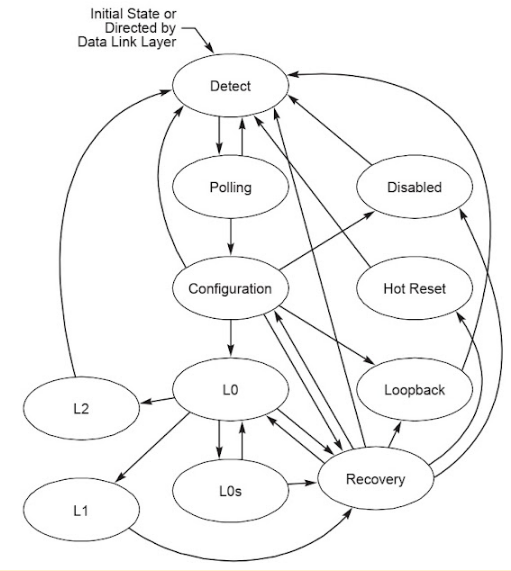 Initial State or
Directed by
Data Link Layer
Detect
Polling
Disabled
Configuration
Hot Reset
L0
Loopback
L2
Recovery
L0s
L1